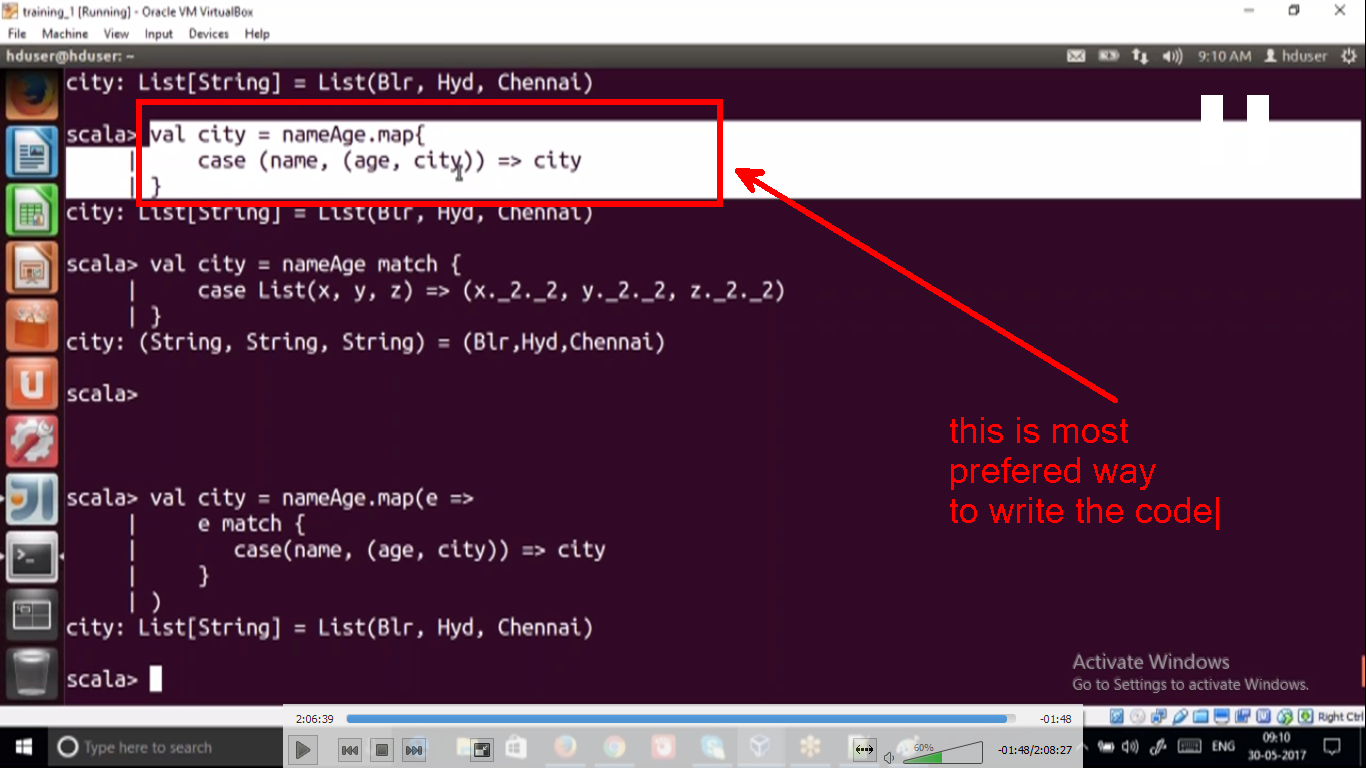 training_1 [Running] - Oracle VM VirtualBox
File Machine View Input Devices Help
hduser@hduser: ~
9:10 AM hduser
city: List[String] = List(Blr, Hyd, Chennai)
scala> val city = nameAge.map{
| case (name, (age, city)) => city
| }
city: List[String] = List(Blr, Hyd, Chennai)
scala> val city = nameAge match {
| case List(x, y, z) => (x._2._2, y._2._2, z._2._2)
| }
city: (String, String, String) = (Blr,Hyd,Chennai)
scala>
this is most
prefered way
to write the code|
scala> val city = nameAge.map(e =>
| e match {
| case(name, (age, city)) => city
| }
| )
city: List[String] = List(Blr, Hyd, Chennai)
scala>
Activate Windows
Go to Settings to activate Windows.
2:06:39
-01:48
Right Ctrl
Type here to search
60%
-01:48/2:08:27
ENG
09:10
30-05-2017